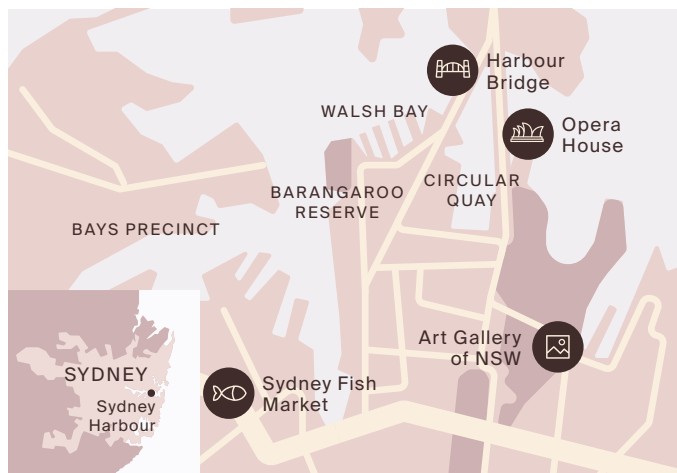 Harbour
Bridge
WALSH BAY
Opera
House
BARANGAROO
RESERVE
CIRCULAR
QUAY
BAYS PRECINCT
Art Gallery
of NSW
SYDNEY
Sydney
Harbour
Sydney Fish
Market